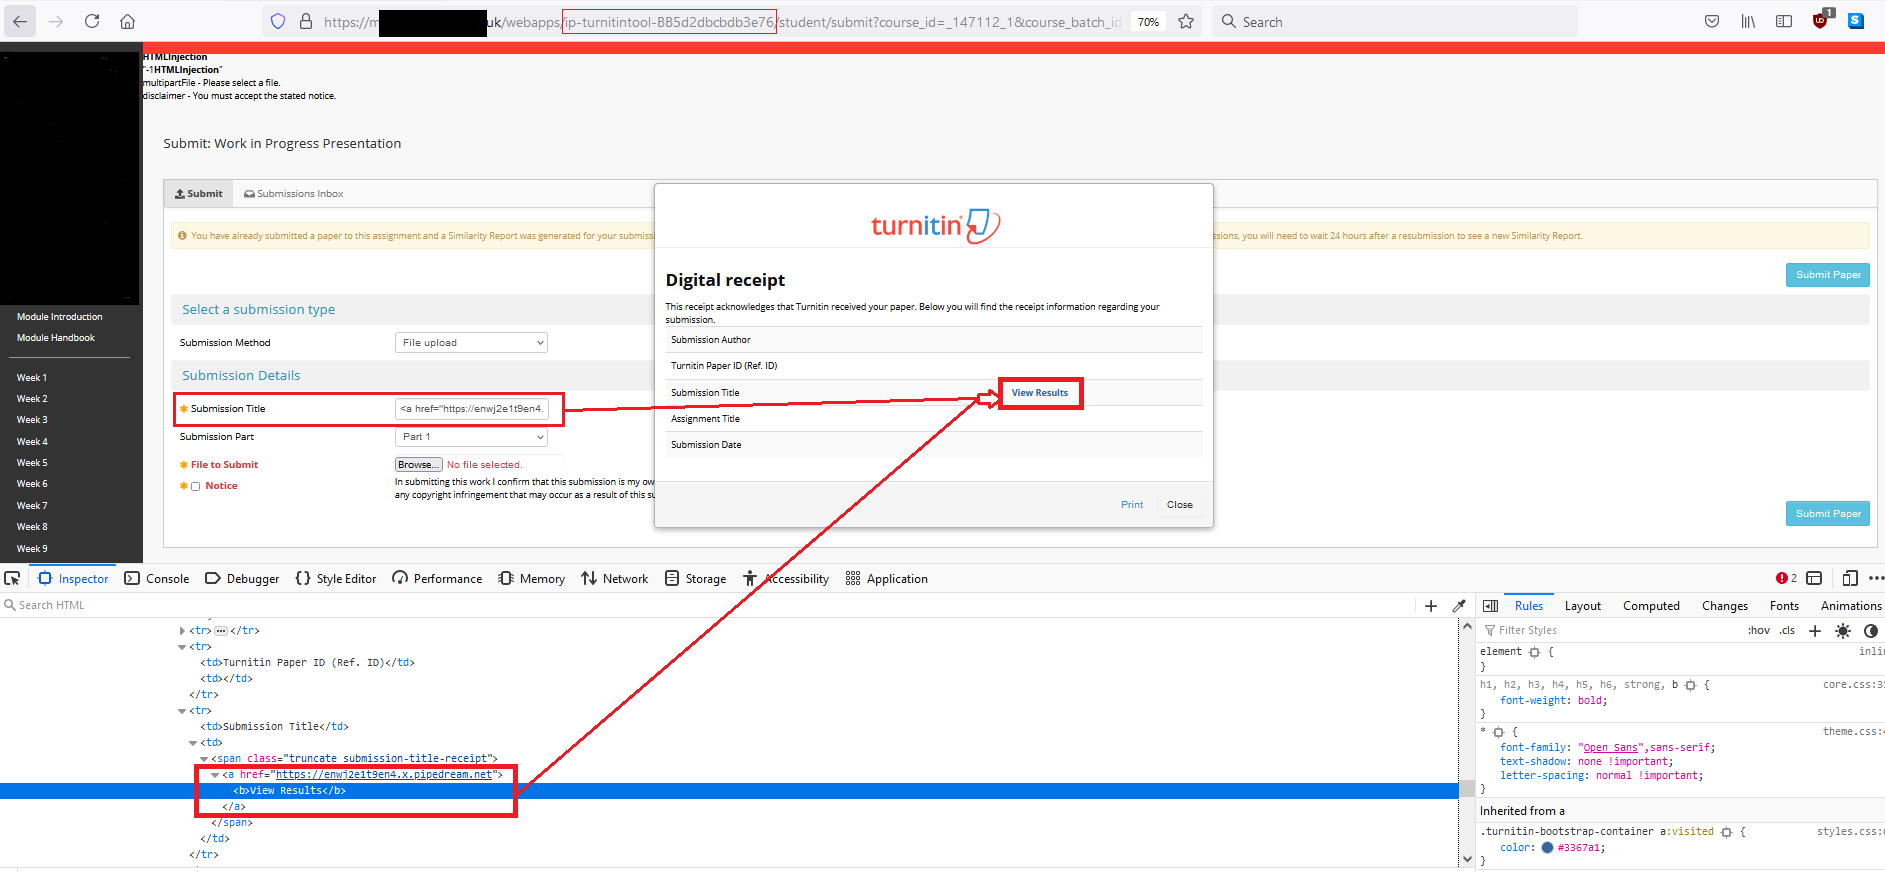 https://m uk/webapps/ip-turnitintool-BB5d2dbcbdb3e76/student/submit?course_id=_147112_1&course_batch_id
70%
Search
1
HTMLInjection
"-1HTMLInjection"
multipartFile - Please select a file.
disclaimer - You must accept the stated notice.
Submit: Work in Progress Presentation
Submit
Submissions Inbox
You have already submitted a paper to this assignment and a Similarity Report was generated for your submiss
ssions, you will need to wait 24 hours after a resubmission to see a new Similarity Report.
Submit Paper
Select a submission type
Submission Method
File upload
Submission Details
Submission Title
<a href="https://enwj2e1t9en4.
Submission Part
Part 1
File to Submit
Browse... No file selected.
Notice
In submitting this work I confirm that this submission is my ow
any copyright infringement that may occur as a result of this su
Submit Paper
Module Introduction
Module Handbook
Week 1
Week 2
Week 3
Week 4
Week 5
Week 6
Week 7
Week 8
Week 9
turnitin
Digital receipt
This receipt acknowledges that Turnitin received your paper. Below you will find the receipt information regarding your
submission.
Submission Author
Turnitin Paper ID (Ref. ID)
Submission Title
View Results
Assignment Title
Submission Date
Print
Close
Inspector
Console
Debugger
Style Editor
Performance
Memory
Network
Storage
Accessibility
Application
2
Search HTML
<tr> </tr>
<tr>
<td>Turnitin Paper ID (Ref. ID)</td>
<td></td>
</tr>
<tr>
<td>Submission Title</td>
<td>
<span class="truncate submission-title-receipt">
<a href="https://enwj2e1t9en4.x.pipedream.net">
<b>View Results</b>
</a>
</span>
</td>
</tr>
Rules
Layout
Computed
Changes
Fonts
Animations
Filter Styles
:hov .cls
element {
inlin
}
h1, h2, h3, h4, h5, h6, strong, b {
core.css:3
font-weight: bold;
}
* {
theme.css:4
font-family: "Open Sans",sans-serif;
text-shadow: none !important;
letter-spacing: normal !important;
}
Inherited from a
.turnitin-bootstrap-container a:visited {
styles.css:
color: #3367a1;
}